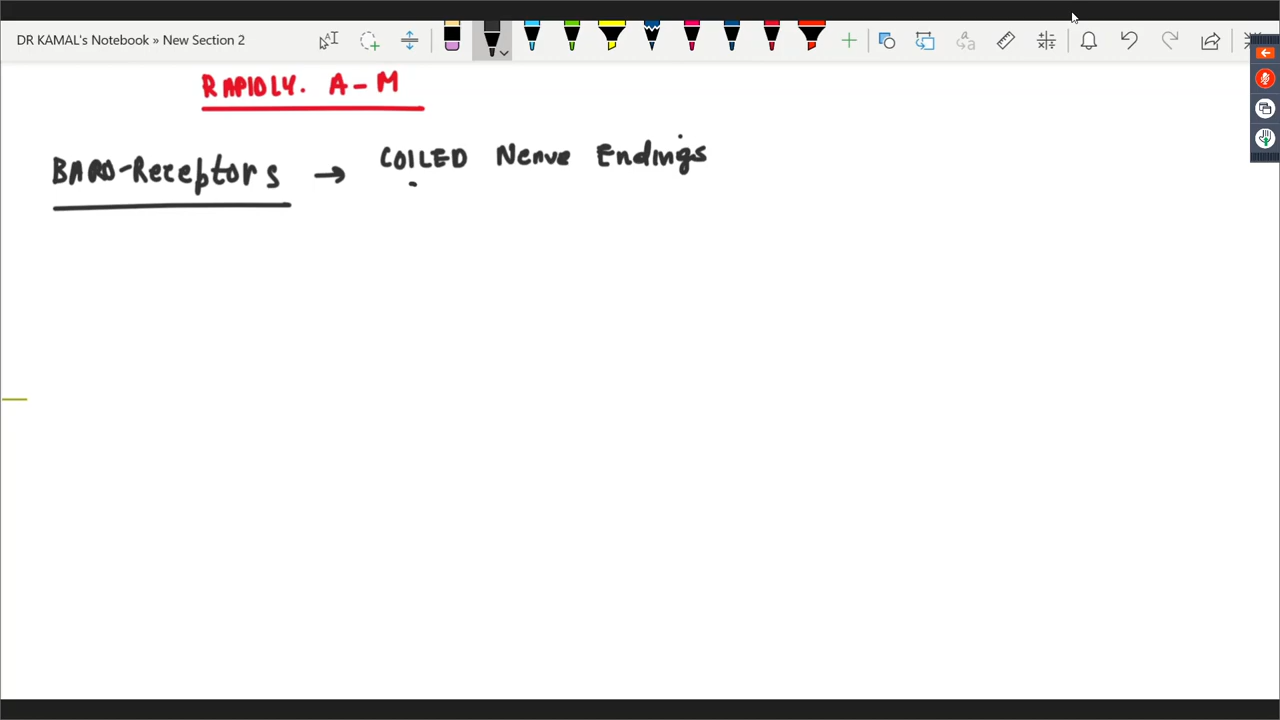 DR KAMAL's Notebook » New Section 2
RAPIDLY. A-M
BARO-Receptors → COILED Nerve Endings